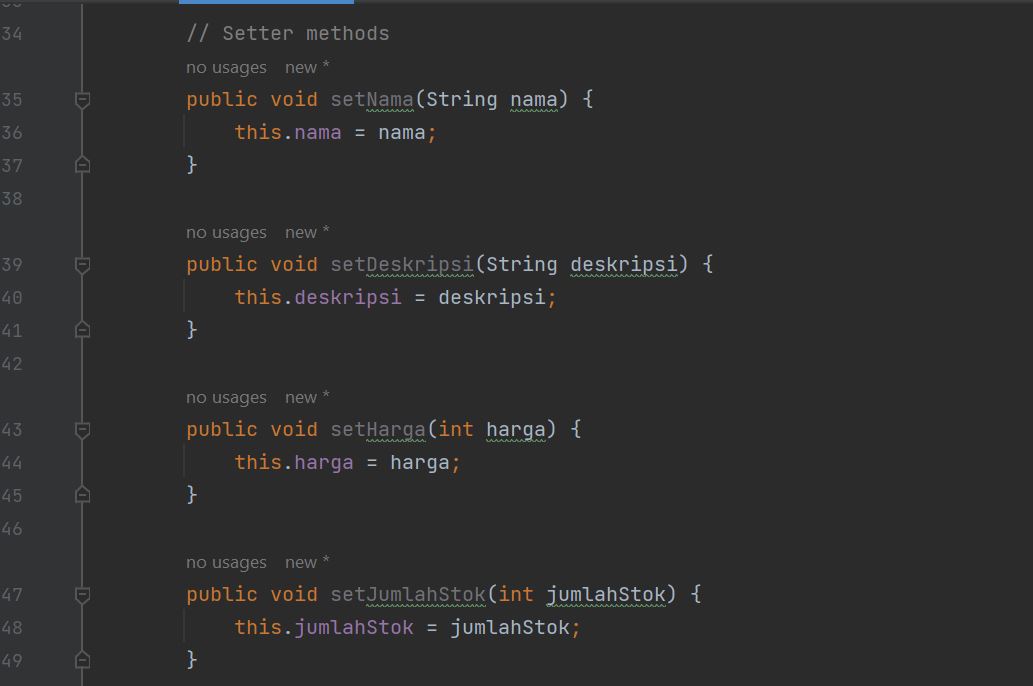 34 // Setter methods
no usages new *
35 public void setNama(String nama) {
36 this.nama = nama;
37 }
38
no usages new *
39 public void setDeskripsi(String deskripsi) {
40 this.deskripsi = deskripsi;
41 }
42
no usages new *
43 public void setHarga(int harga) {
44 this.harga = harga;
45 }
46
no usages new *
47 public void setJumlahStok(int jumlahStok) {
48 this.jumlahStok = jumlahStok;
49 }